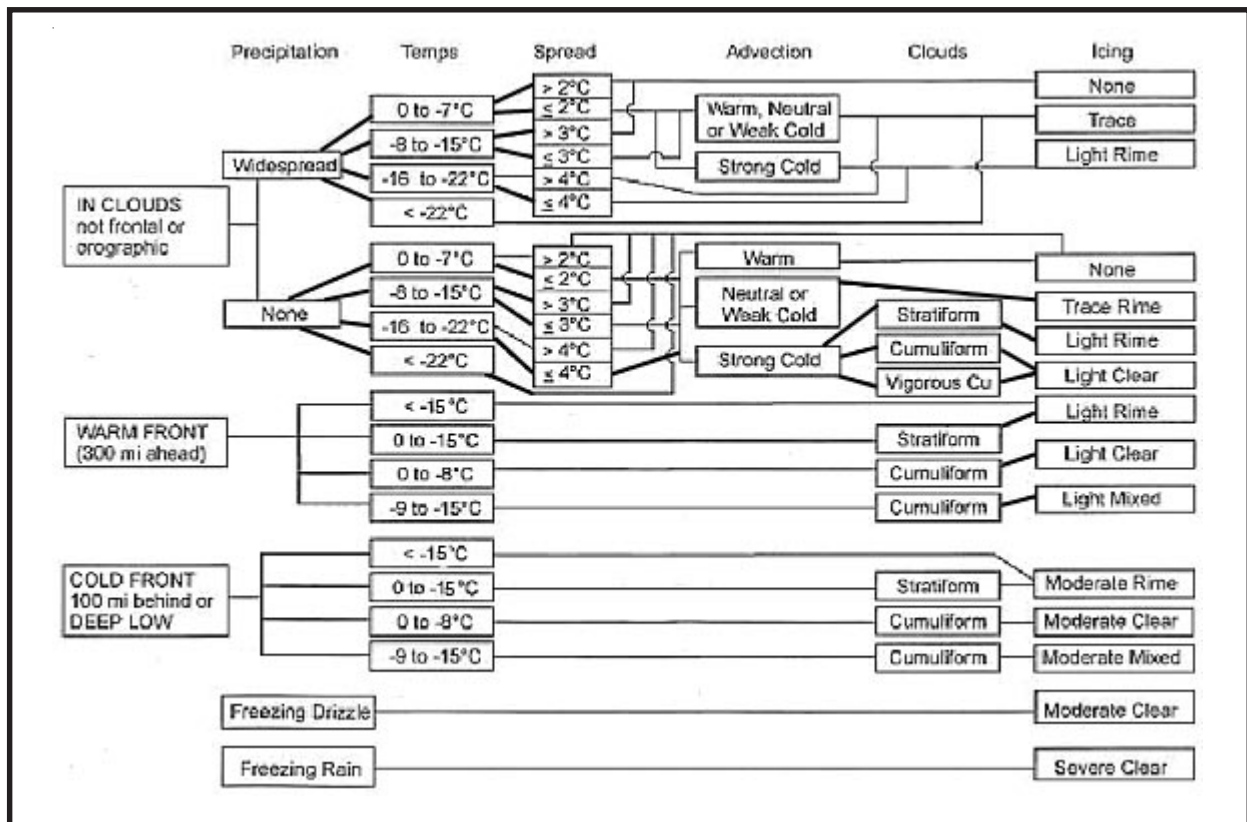 Precipitation Temps Spread Advection Clouds Icing
> 2°C
None
0 to -7°C
≤ 2°C
Warm, Neutral
or Weak Cold
Trace
-8 to -15°C
> 3°C
Widespread
≤ 3°C
Strong Cold
Light Rime
-16 to -22°C
> 4°C
≤ 4°C
IN CLOUDS
not frontal or
orographic
< -22°C
0 to -7°C
> 2°C
Warm
None
≤ 2°C
-8 to -15°C
> 3°C
Neutral or
Weak Cold
Trace Rime
None
≤ 3°C
Stratiform
-16 to -22°C
> 4°C
Cumuliform
Light Rime
< -22°C
≤ 4°C
Strong Cold
Vigorous Cu
Light Clear
WARM FRONT
(300 mi ahead)
< -15°C
Light Rime
0 to -15°C
Stratiform
0 to -8°C
Cumuliform
Light Clear
-9 to -15°C
Cumuliform
Light Mixed
COLD FRONT
100 mi behind or
DEEP LOW
< -15°C
0 to -15°C
Stratiform
Moderate Rime
0 to -8°C
Cumuliform
Moderate Clear
-9 to -15°C
Cumuliform
Moderate Mixed
Freezing Drizzle
Moderate Clear
Freezing Rain
Severe Clear